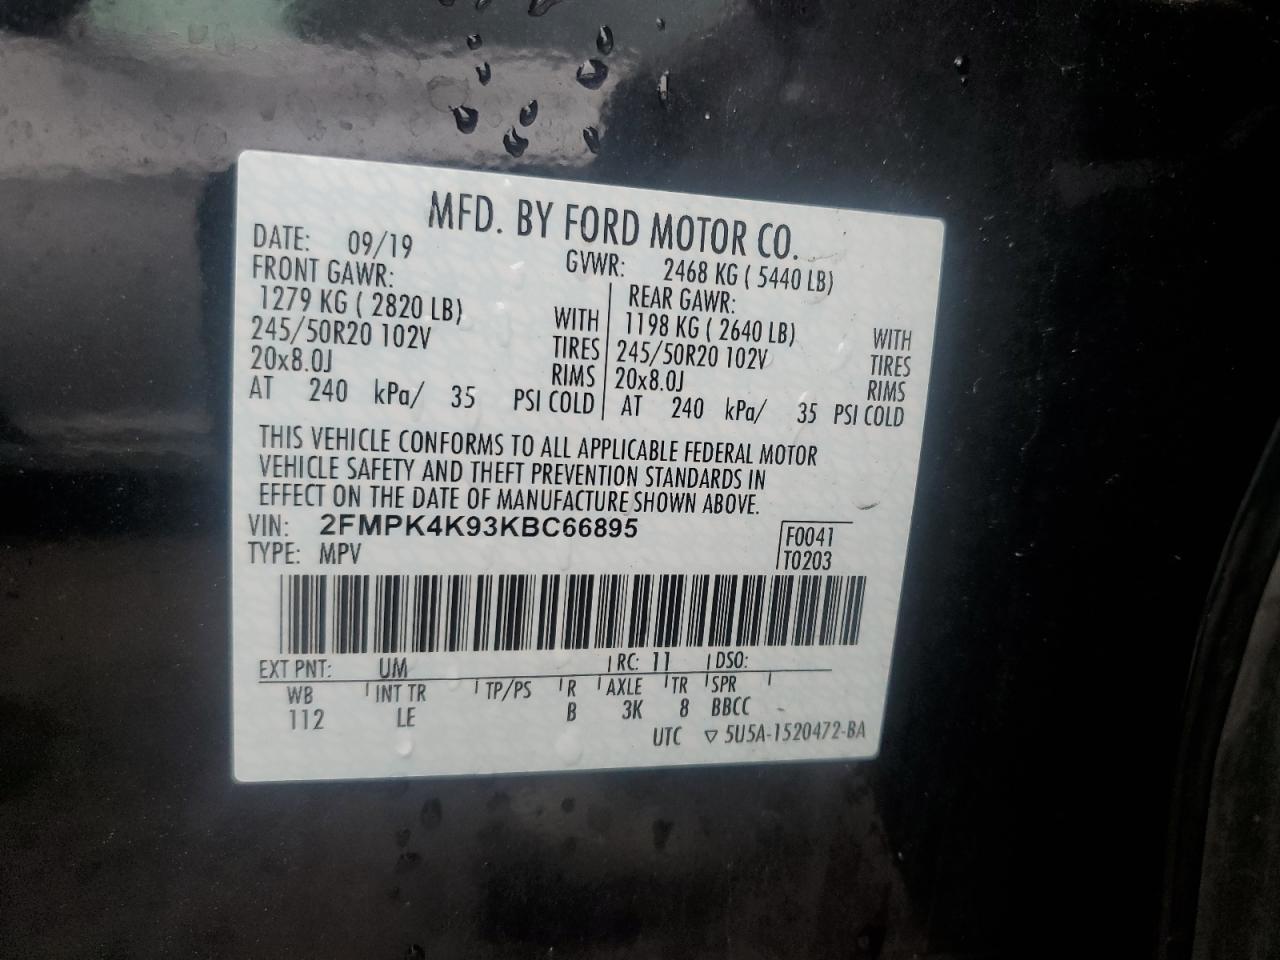 MFD. BY FORD MOTOR CO.
DATE: 09/19 GVWR: 2468 KG ( 5440 LB)
FRONT GAWR: REAR GAWR:
1279 KG ( 2820 LB) WITH 1198 KG ( 2640 LB) WITH
245/50R20 102V TIRES 245/50R20 102V TIRES
20x8.0J RIMS 20x8.0J RIMS
AT 240 kPa/ 35 PSI COLD AT 240 kPa/ 35 PSI COLD
THIS VEHICLE CONFORMS TO ALL APPLICABLE FEDERAL MOTOR
VEHICLE SAFETY AND THEFT PREVENTION STANDARDS IN
EFFECT ON THE DATE OF MANUFACTURE SHOWN ABOVE.
VIN: 2FMPK4K93KBC66895 F0041
TYPE: MPV T0203
EXT PNT: UM RC: 11 DSO:
WB INT TR TP/PS R AXLE TR SPR
112 LE B 3K 8 BBCC
UTC ▽ 5U5A-1520472-BA